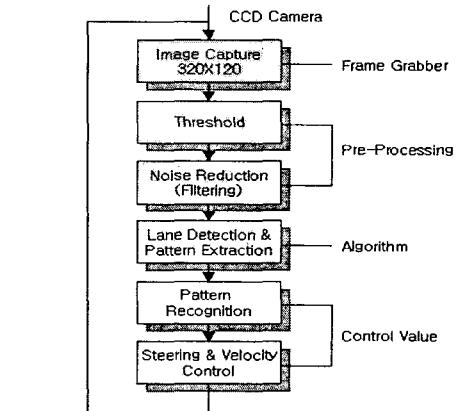 CCD Camera
Image Capture
320X120
Frame Grabber
Threshold
Pre-Processing
Noise Reduction
(Filtering)
Lane Detection &
Pattern Extraction
Algorithm
Pattern
Recognition
Control Value
Steering & Velocity
Control